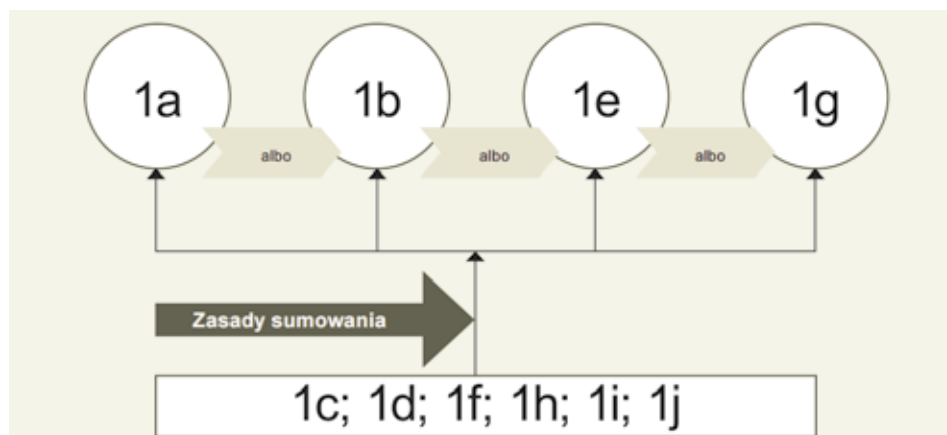 1a 1b 1e 1g
albo albo albo
Zasady sumowania
1c; 1d; 1f; 1h; 1i; 1j